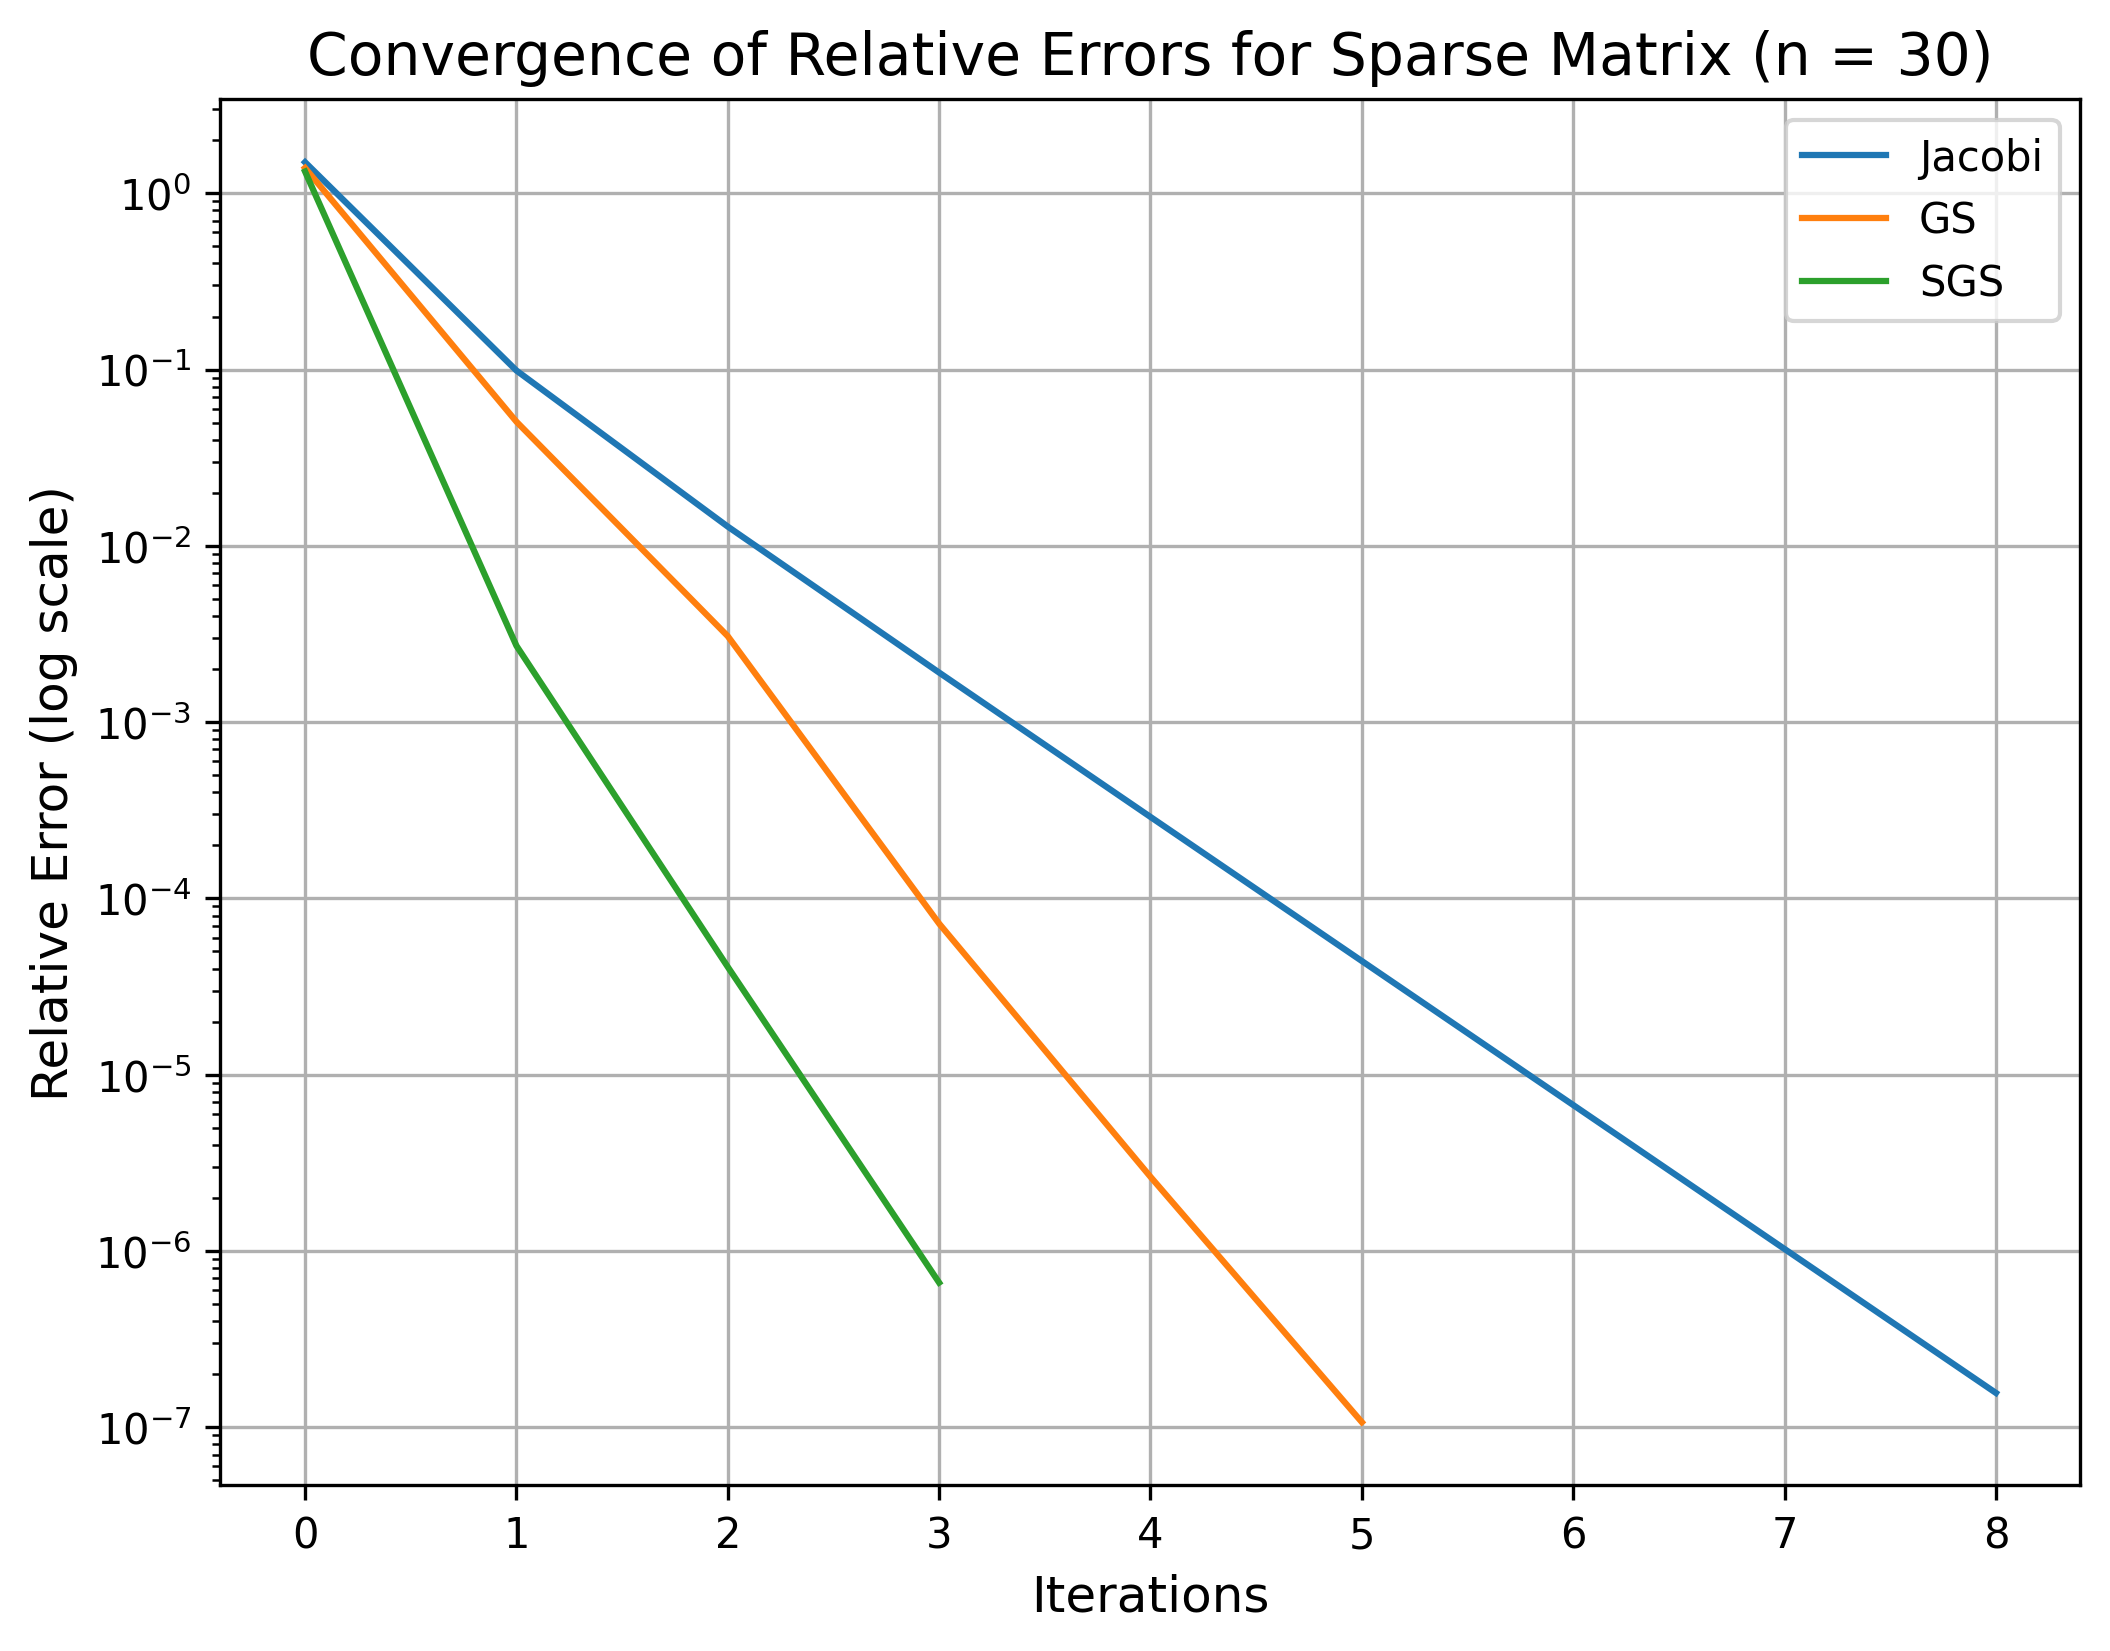 Convergence of Relative Errors for Sparse Matrix (n = 30)
Jacobi
GS
SGS
Relative Error (log scale)
10⁰
10⁻¹
10⁻²
10⁻³
10⁻⁴
10⁻⁵
10⁻⁶
10⁻⁷
0 1 2 3 4 5 6 7 8
Iterations